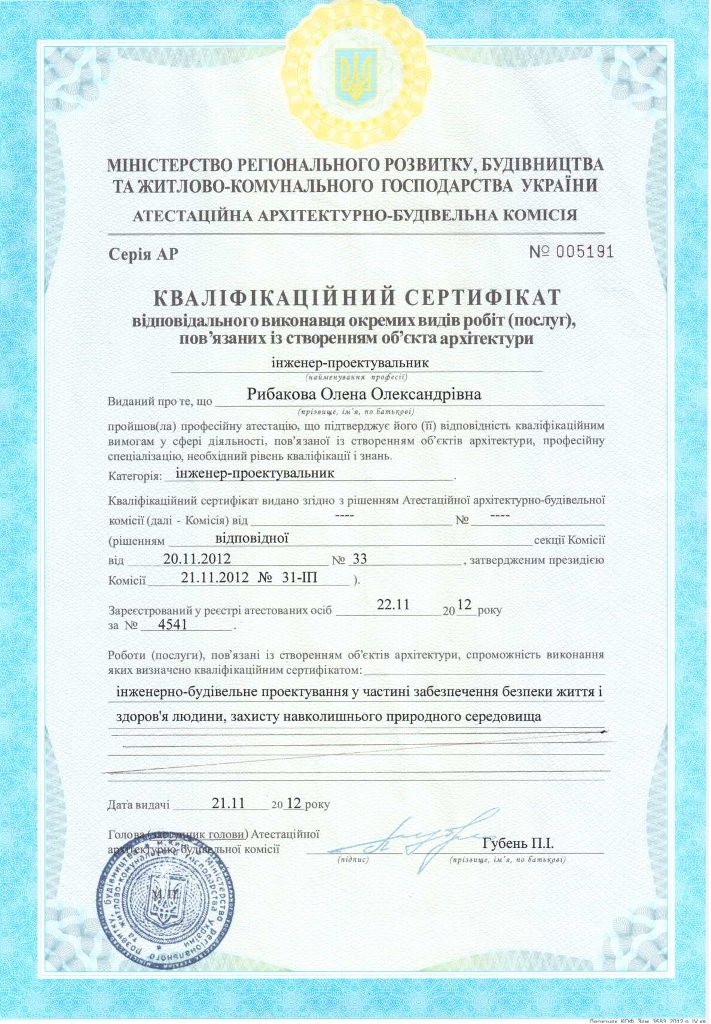 МІНІСТЕРСТВО РЕГІОНАЛЬНОГО РОЗВИТКУ, БУДІВНИЦТВА
ТА ЖИТЛОВО-КОМУНАЛЬНОГО ГОСПОДАРСТВА УКРАЇНИ
АТЕСТАЦІЙНА АРХІТЕКТУРНО-БУДІВЕЛЬНА КОМІСІЯ
Серія АР № 005191
КВАЛІФІКАЦІЙНИЙ СЕРТИФІКАТ
відповідального виконавця окремих видів робіт (послуг),
пов’язаних із створенням об’єкта архітектури
інженер-проектувальник
(найменування професії)
Виданий про те, що Рибакова Олена Олександрівна
(прізвище, ім’я, по батькові)
пройшов(ла) професійну атестацію, що підтверджує його (її) відповідність кваліфікаційним
вимогам у сфері діяльності, пов’язаної із створенням об’єктів архітектури, професійну
спеціалізацію, необхідний рівень кваліфікації і знань.
Категорія: інженер-проектувальник .
Кваліфікаційний сертифікат видано згідно з рішенням Атестаційної архітектурно-будівельної
комісії (далі - Комісія) від ---- № ----
(рішенням відповідної секції Комісії
від 20.11.2012 № 33 , затвердженим президією
Комісії 21.11.2012 № 31-ІП ).
Зареєстрований у реєстрі атестованих осіб 22.11 2012 року
за № 4541 .
Роботи (послуги), пов’язані із створенням об’єктів архітектури, спроможність виконання
яких визначено кваліфікаційним сертифікатом:
інженерно-будівельне проектування у частині забезпечення безпеки життя і
здоров'я людини, захисту навколишнього природного середовища
Дата видачі 21.11 2012 року
Голова (заступник голови) Атестаційної
архітектурно-будівельної комісії Губень П.І.
(підпис) (прізвище, ім’я, по батькові)
М.П.